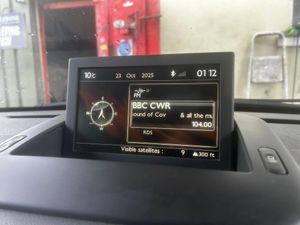 10°C 23 Oct 2025 01:12
FM
BBC CWR
ound of Cov & all the m
104.00
RDS
Visible satellites : 9 300 ft